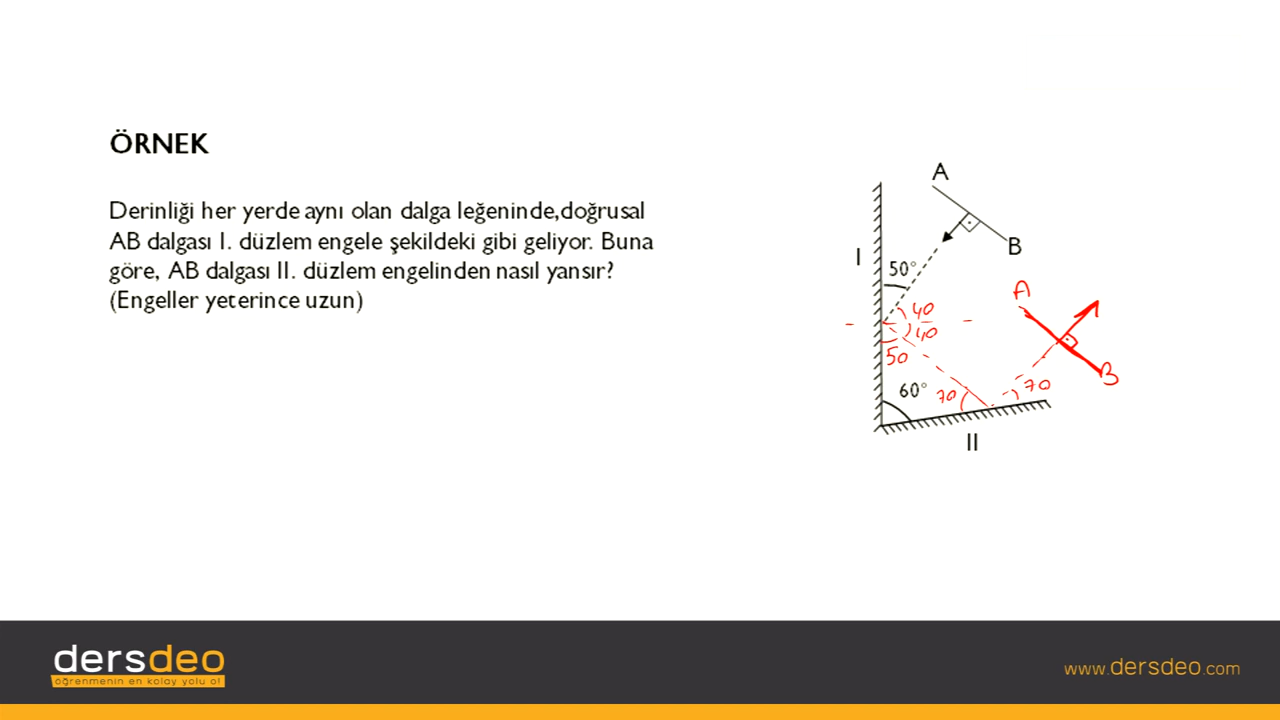 ÖRNEK
Derinliği her yerde aynı olan dalga leğeninde,doğrusal
AB dalgası I. düzlem engele şekildeki gibi geliyor. Buna
göre, AB dalgası II. düzlem engelinden nasıl yansır?
(Engeller yeterince uzun)
A
B
I
50°
40
40
50
60°
70
70
A
B
II
dersdeo
öğrenmenin en kolay yolu o!
www.dersdeo.com